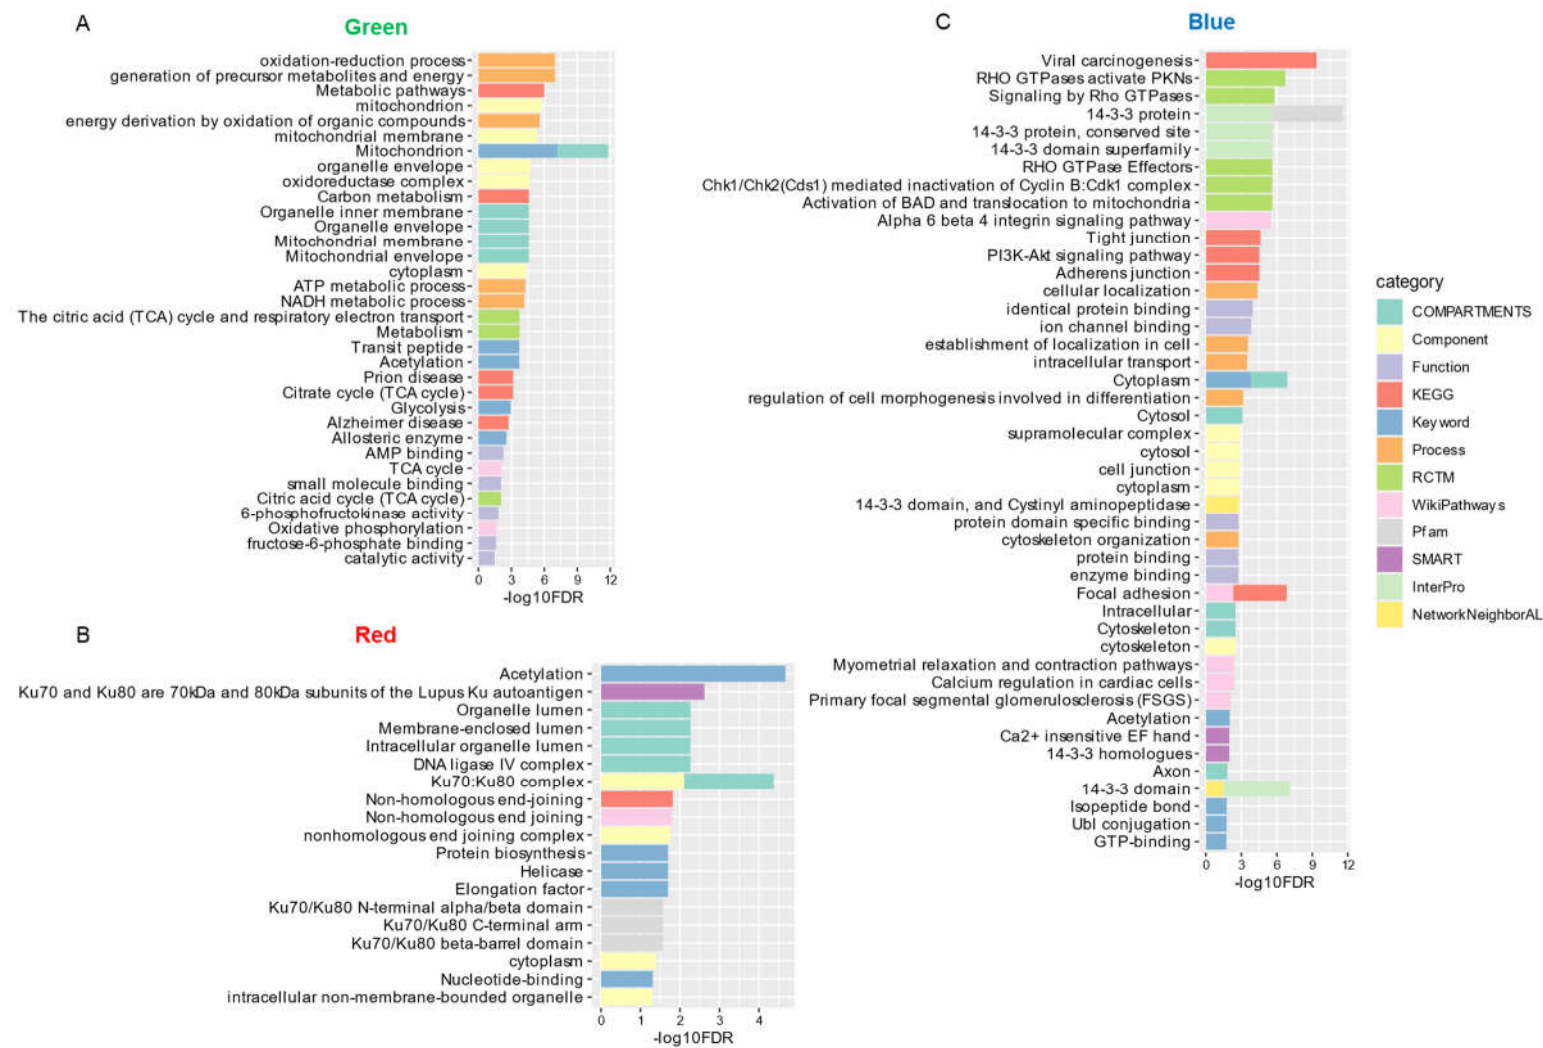 A
Green
oxidation-reduction process
generation of precursor metabolites and energy
Metabolic pathways
mitochondrion
energy derivation by oxidation of organic compounds
mitochondrial membrane
Mitochondrion
organelle envelope
oxidoreductase complex
Carbon metabolism
Organelle inner membrane
Organelle envelope
Mitochondrial membrane
Mitochondrial envelope
cytoplasm
ATP metabolic process
NADH metabolic process
The citric acid (TCA) cycle and respiratory electron transport
Metabolism
Transit peptide
Acetylation
Prion disease
Citrate cycle (TCA cycle)
Glycolysis
Alzheimer disease
Allosteric enzyme
AMP binding
TCA cycle
small molecule binding
Citric acid cycle (TCA cycle)
6-phosphofructokinase activity
Oxidative phosphorylation
fructose-6-phosphate binding
catalytic activity
0 3 6 9 12
-log10FDR
B
Red
Acetylation
Ku70 and Ku80 are 70kDa and 80kDa subunits of the Lupus Ku autoantigen
Organelle lumen
Membrane-enclosed lumen
Intracellular organelle lumen
DNA ligase IV complex
Ku70:Ku80 complex
Non-homologous end-joining
Non-homologous end joining
nonhomologous end joining complex
Protein biosynthesis
Helicase
Elongation factor
Ku70/Ku80 N-terminal alpha/beta domain
Ku70/Ku80 C-terminal arm
Ku70/Ku80 beta-barrel domain
cytoplasm
Nucleotide-binding
intracellular non-membrane-bounded organelle
0 1 2 3 4
-log10FDR
C
Blue
Viral carcinogenesis
RHO GTPases activate PKNs
Signaling by Rho GTPases
14-3-3 protein
14-3-3 protein, conserved site
14-3-3 domain superfamily
RHO GTPase Effectors
Chk1/Chk2(Cds1) mediated inactivation of Cyclin B:Cdk1 complex
Activation of BAD and translocation to mitochondria
Alpha 6 beta 4 integrin signaling pathway
Tight junction
PI3K-Akt signaling pathway
Adherens junction
cellular localization
identical protein binding
ion channel binding
establishment of localization in cell
intracellular transport
Cytoplasm
regulation of cell morphogenesis involved in differentiation
Cytosol
supramolecular complex
cytosol
cell junction
cytoplasm
14-3-3 domain, and Cystinyl aminopeptidase
protein domain specific binding
cytoskeleton organization
protein binding
enzyme binding
Focal adhesion
Intracellular
Cytoskeleton
cytoskeleton
Myometrial relaxation and contraction pathways
Calcium regulation in cardiac cells
Primary focal segmental glomerulosclerosis (FSGS)
Acetylation
Ca2+ insensitive EF hand
14-3-3 homologues
Axon
14-3-3 domain
Isopeptide bond
Ubl conjugation
GTP-binding
0 3 6 9 12
-log10FDR
category
COMPARTMENTS
Component
Function
KEGG
Keyword
Process
RCTM
WikiPathways
Pfam
SMART
InterPro
NetworkNeighborAL